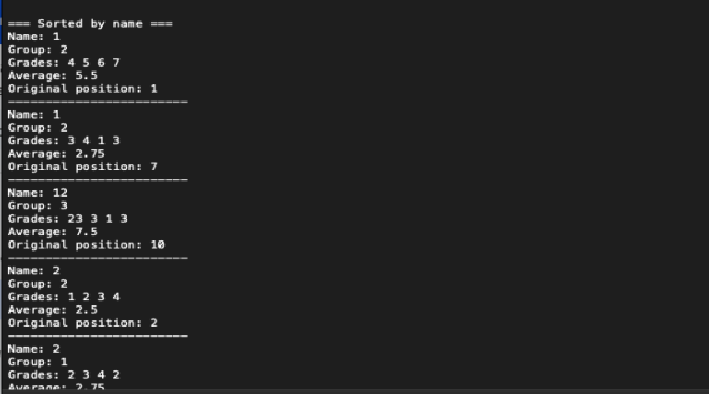 === Sorted by name ===
Name: 1
Group: 2
Grades: 4 5 6 7
Average: 5.5
Original position: 1
------------------------
Name: 1
Group: 2
Grades: 3 4 1 3
Average: 2.75
Original position: 7
------------------------
Name: 12
Group: 3
Grades: 23 3 1 3
Average: 7.5
Original position: 10
------------------------
Name: 2
Group: 2
Grades: 1 2 3 4
Average: 2.5
Original position: 2
------------------------
Name: 2
Group: 1
Grades: 2 3 4 2
Average: 2.75